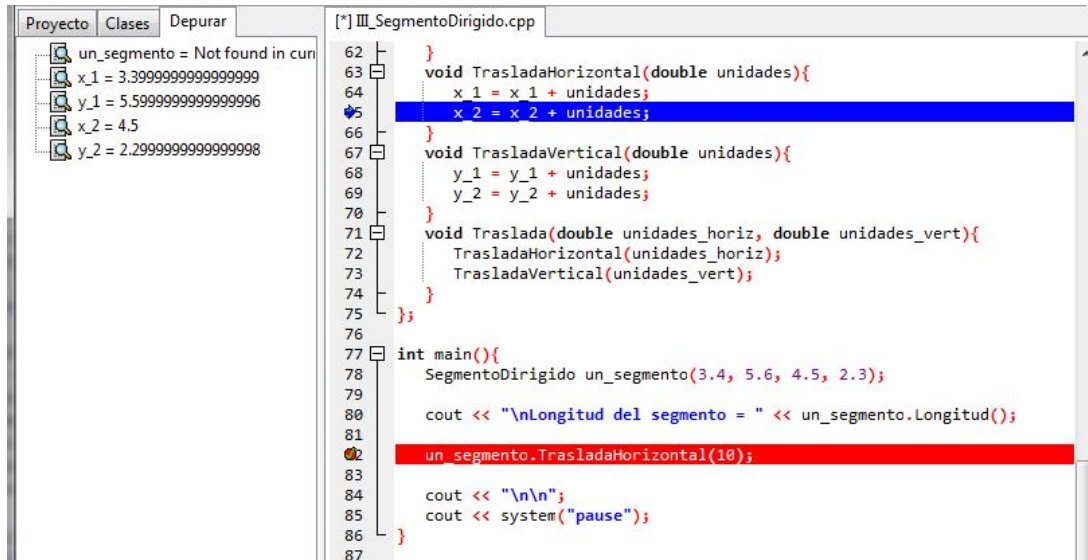 Proyecto Clases Depurar
un_segmento = Not found in curr
x_1 = 3.3999999999999999
y_1 = 5.5999999999999996
x_2 = 4.5
y_2 = 2.2999999999999998
[*] III_SegmentoDirigido.cpp
62 }
63 void TrasladaHorizontal(double unidades){
64 x_1 = x_1 + unidades;
5 x_2 = x_2 + unidades;
66 }
67 void TrasladaVertical(double unidades){
68 y_1 = y_1 + unidades;
69 y_2 = y_2 + unidades;
70 }
71 void Traslada(double unidades_horiz, double unidades_vert){
72 TrasladaHorizontal(unidades_horiz);
73 TrasladaVertical(unidades_vert);
74 }
75 };
76
77 int main(){
78 SegmentoDirigido un_segmento(3.4, 5.6, 4.5, 2.3);
79
80 cout << "\nLongitud del segmento = " << un_segmento.Longitud();
81
2 un_segmento.TrasladaHorizontal(10);
83
84 cout << "\n\n";
85 cout << system("pause");
86 }
87